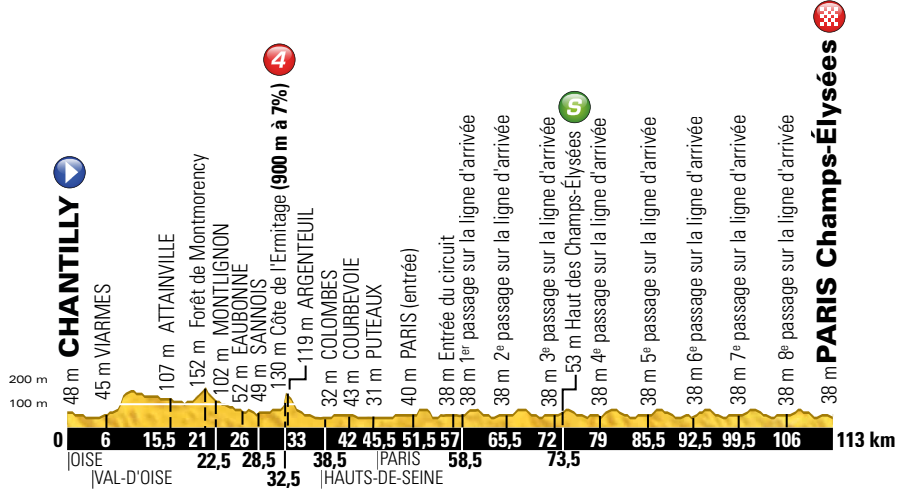 48 m CHANTILLY
45 m VIARMES
107 m ATTAINVILLE
152 m Forêt de Montmorency
102 m MONTLIGNON
52 m EAUBONNE
49 m SANNOIS
4
130 m Côte de l'Ermitage (900 m à 7%)
119 m ARGENTEUIL
32 m COLOMBES
43 m COURBEVOIE
31 m PUTEAUX
40 m PARIS (entrée)
38 m Entrée du circuit
38 m 1er passage sur la ligne d'arrivée
38 m 2e passage sur la ligne d'arrivée
38 m 3e passage sur la ligne d'arrivée
S
53 m Haut des Champs-Élysées
38 m 4e passage sur la ligne d'arrivée
38 m 5e passage sur la ligne d'arrivée
38 m 6e passage sur la ligne d'arrivée
38 m 7e passage sur la ligne d'arrivée
38 m 8e passage sur la ligne d'arrivée
38 m PARIS Champs-Élysées
200 m
100 m
0 6 15,5 21 26 33 42 45,5 51,5 57 65,5 72 79 85,5 92,5 99,5 106 113 km
22,5 28,5 32,5 38,5 58,5 73,5
OISE
VAL-D'OISE
HAUTS-DE-SEINE
PARIS